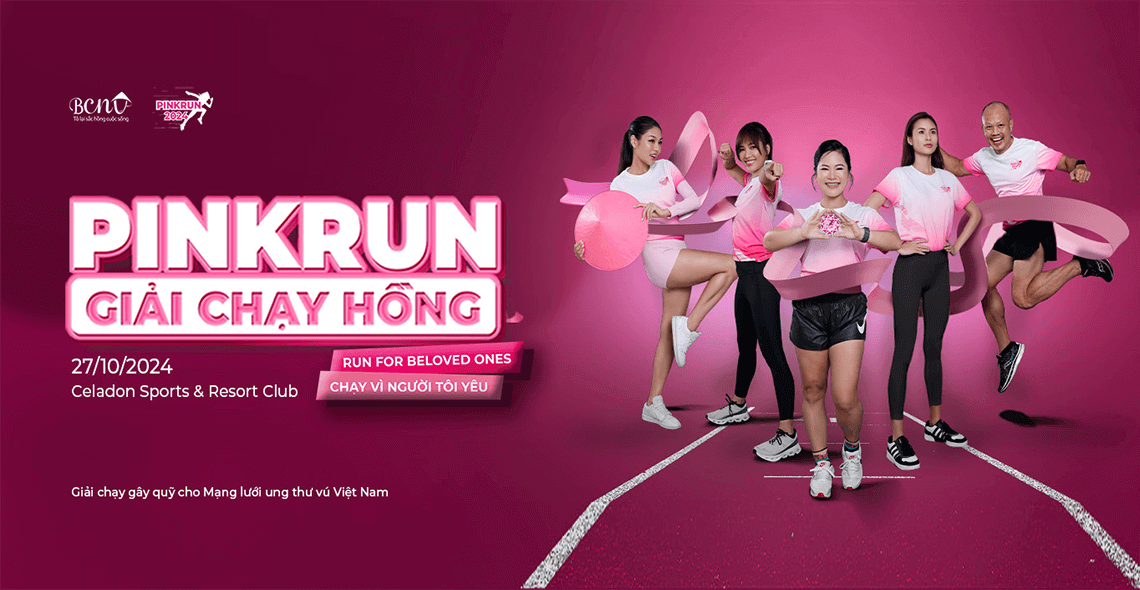 BCNV
Tô lại sắc hồng cuộc sống
PINKRUN
2024
PINKRUN
GIẢI CHẠY HỒNG
27/10/2024
Celadon Sports & Resort Club
RUN FOR BELOVED ONES
CHẠY VÌ NGƯỜI TÔI YÊU
Giải chạy gây quỹ cho Mạng lưới ung thư vú Việt Nam